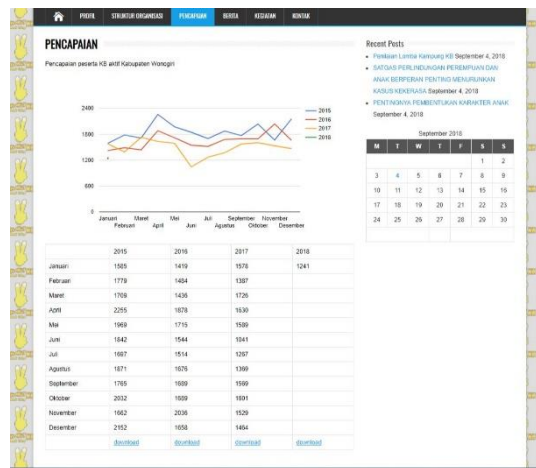 PROFIL STRUKTUR ORGANISASI PENCAPAIAN BERITA KEGIATAN KONTAK
PENCAPAIAN
Pencapaian peserta KB aktif Kabupaten Wonogiri
2400
1800
1200
600
0
2015
2016
2017
2018
Januari Maret Mei Juli September November
Februari April Juni Agustus Oktober Desember
2015 2016 2017 2018
Januari 1585 1419 1578 1241
Februari 1779 1484 1387
Maret 1709 1436 1726
April 2255 1878 1630
Mei 1969 1715 1589
Juni 1842 1544 1041
Juli 1697 1514 1267
Agustus 1871 1676 1369
September 1765 1689 1569
Oktober 2032 1689 1601
November 1662 2036 1529
Desember 2152 1658 1464
download download download download
Recent Posts
Penilaian Lomba Kampung KB September 4, 2018
SATGAS PERLINDUNGAN PEREMPUAN DAN
ANAK BERPERAN PENTING MENURUNKAN
KASUS KEKERASA September 4, 2018
PENTINGNYA PEMBENTUKAN KARAKTER ANAK
September 4, 2018
September 2018
M T W T F S S
1 2
3 4 5 6 7 8 9
10 11 12 13 14 15 16
17 18 19 20 21 22 23
24 25 26 27 28 29 30